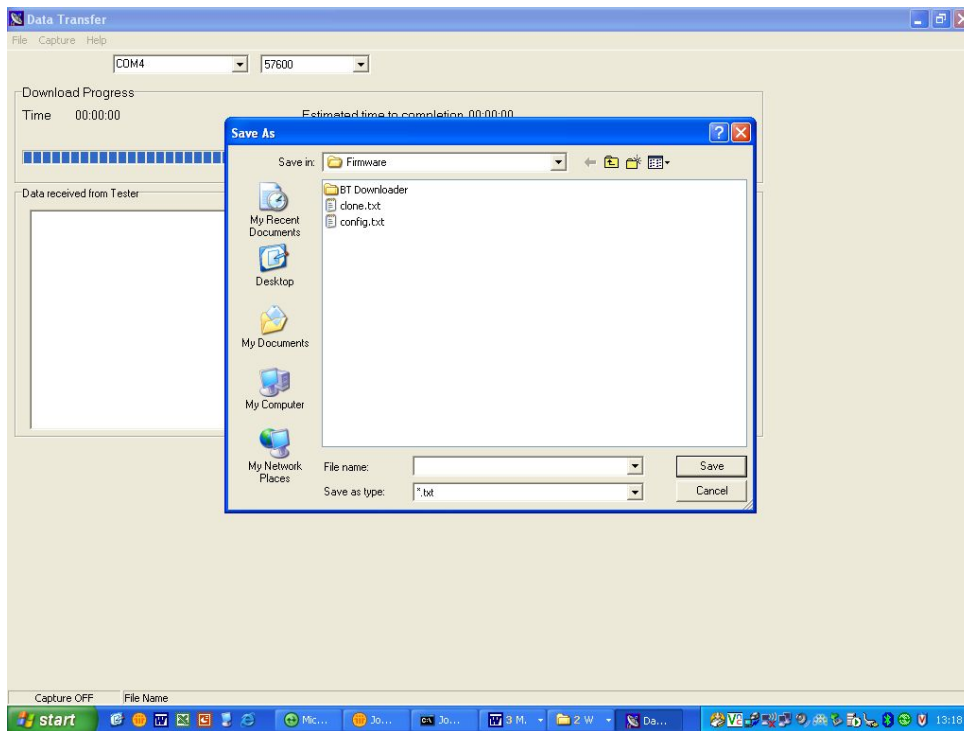 Data Transfer
File Capture Help
COM4 57600
Download Progress
Time 00:00:00 Estimated time to completion 00:00:00
Save As
Save in: Firmware
Data received from Tester
BT Downloader
clone.txt
config.txt
My Recent
Documents
Desktop
My Documents
My Computer
My Network
Places
File name: Save
Save as type: *.txt Cancel
Capture OFF File Name
start Mic... Jo... Jo... 3 M. 2 W Da... VE 13:18